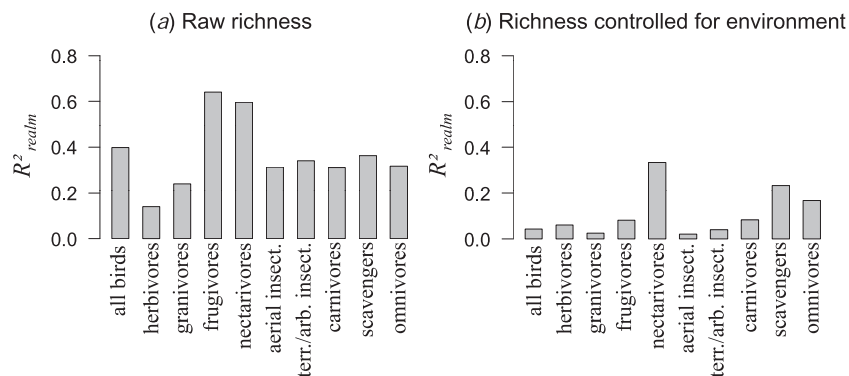 (a) Raw richness
0.8
0.6
0.4
0.2
0.0
R² realm
all birds
herbivores
granivores
frugivores
nectarivores
aerial insect.
terr./arb. insect.
carnivores
scavengers
omnivores
(b) Richness controlled for environment
0.8
0.6
0.4
0.2
0.0
R² realm
all birds
herbivores
granivores
frugivores
nectarivores
aerial insect.
terr./arb. insect.
carnivores
scavengers
omnivores